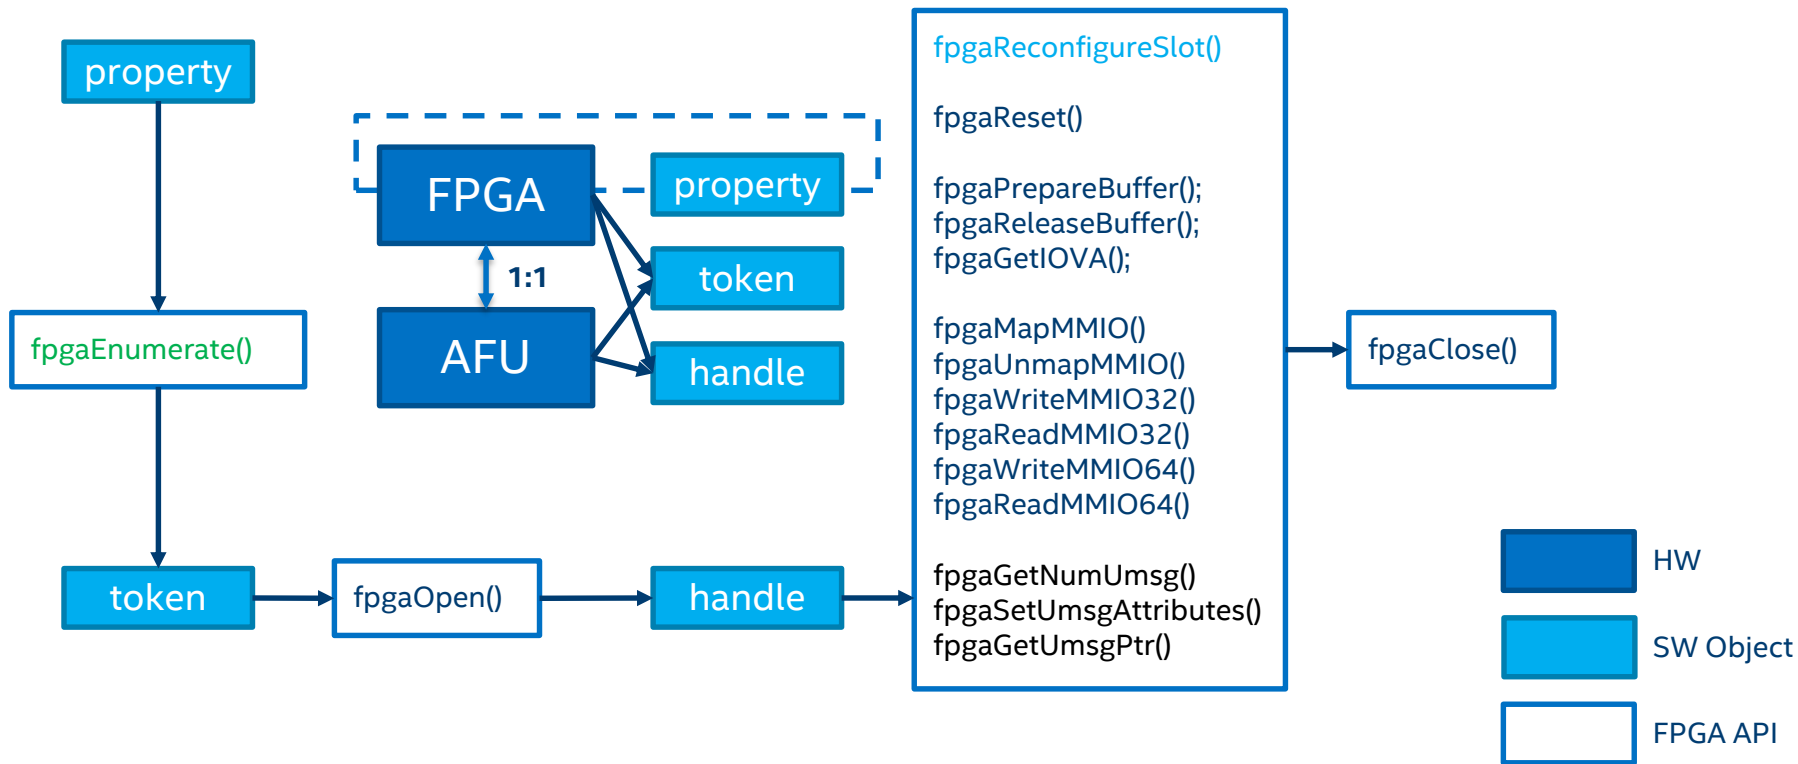 property
fpgaEnumerate()
token
fpgaOpen()
handle
FPGA
1:1
AFU
property
token
handle
fpgaReconfigureSlot()
fpgaReset()
fpgaPrepareBuffer();
fpgaReleaseBuffer();
fpgaGetIOVA();
fpgaMapMMIO()
fpgaUnmapMMIO()
fpgaWriteMMIO32()
fpgaReadMMIO32()
fpgaWriteMMIO64()
fpgaReadMMIO64()
fpgaGetNumUmsg()
fpgaSetUmsgAttributes()
fpgaGetUmsgPtr()
fpgaClose()
HW
SW Object
FPGA API